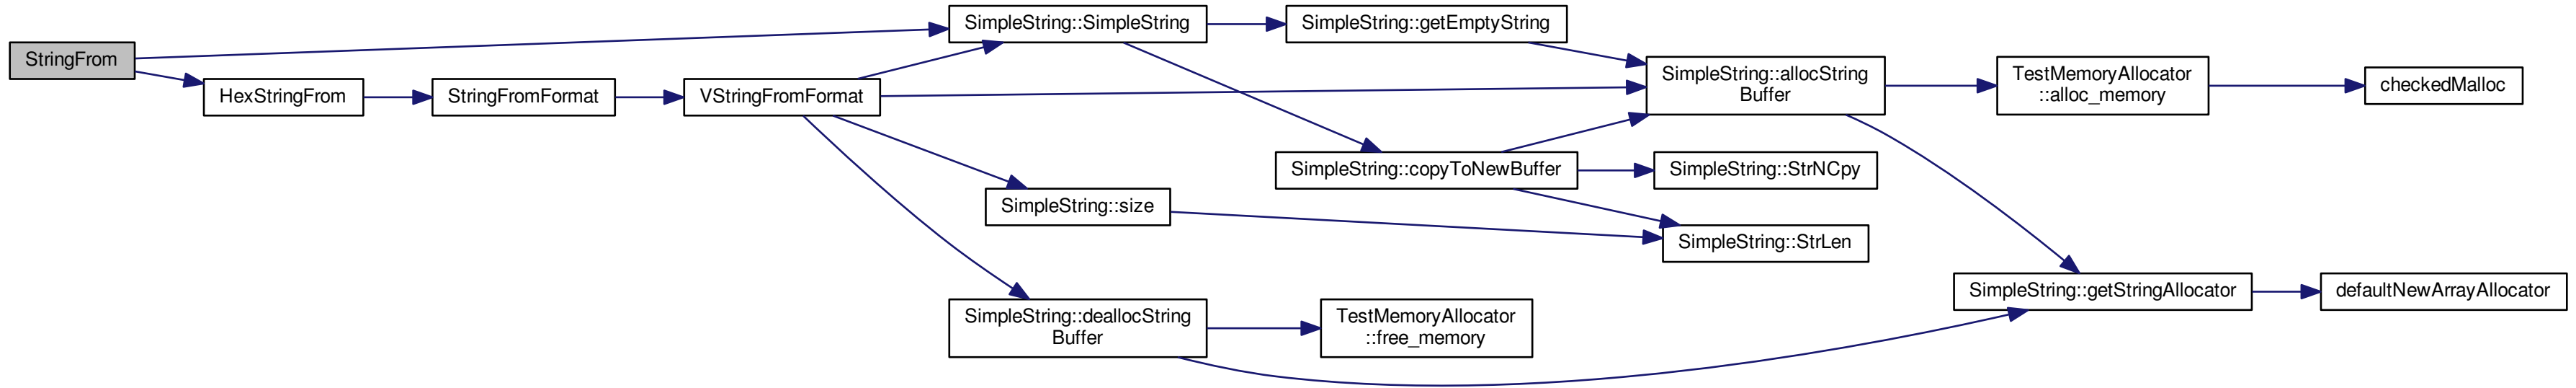 StringFrom
HexStringFrom
StringFromFormat
VStringFromFormat
SimpleString::SimpleString
SimpleString::getEmptyString
SimpleString::allocString
Buffer
TestMemoryAllocator
::alloc_memory
checkedMalloc
SimpleString::copyToNewBuffer
SimpleString::StrNCpy
SimpleString::size
SimpleString::StrLen
SimpleString::getStringAllocator
defaultNewArrayAllocator
SimpleString::deallocString
Buffer
TestMemoryAllocator
::free_memory